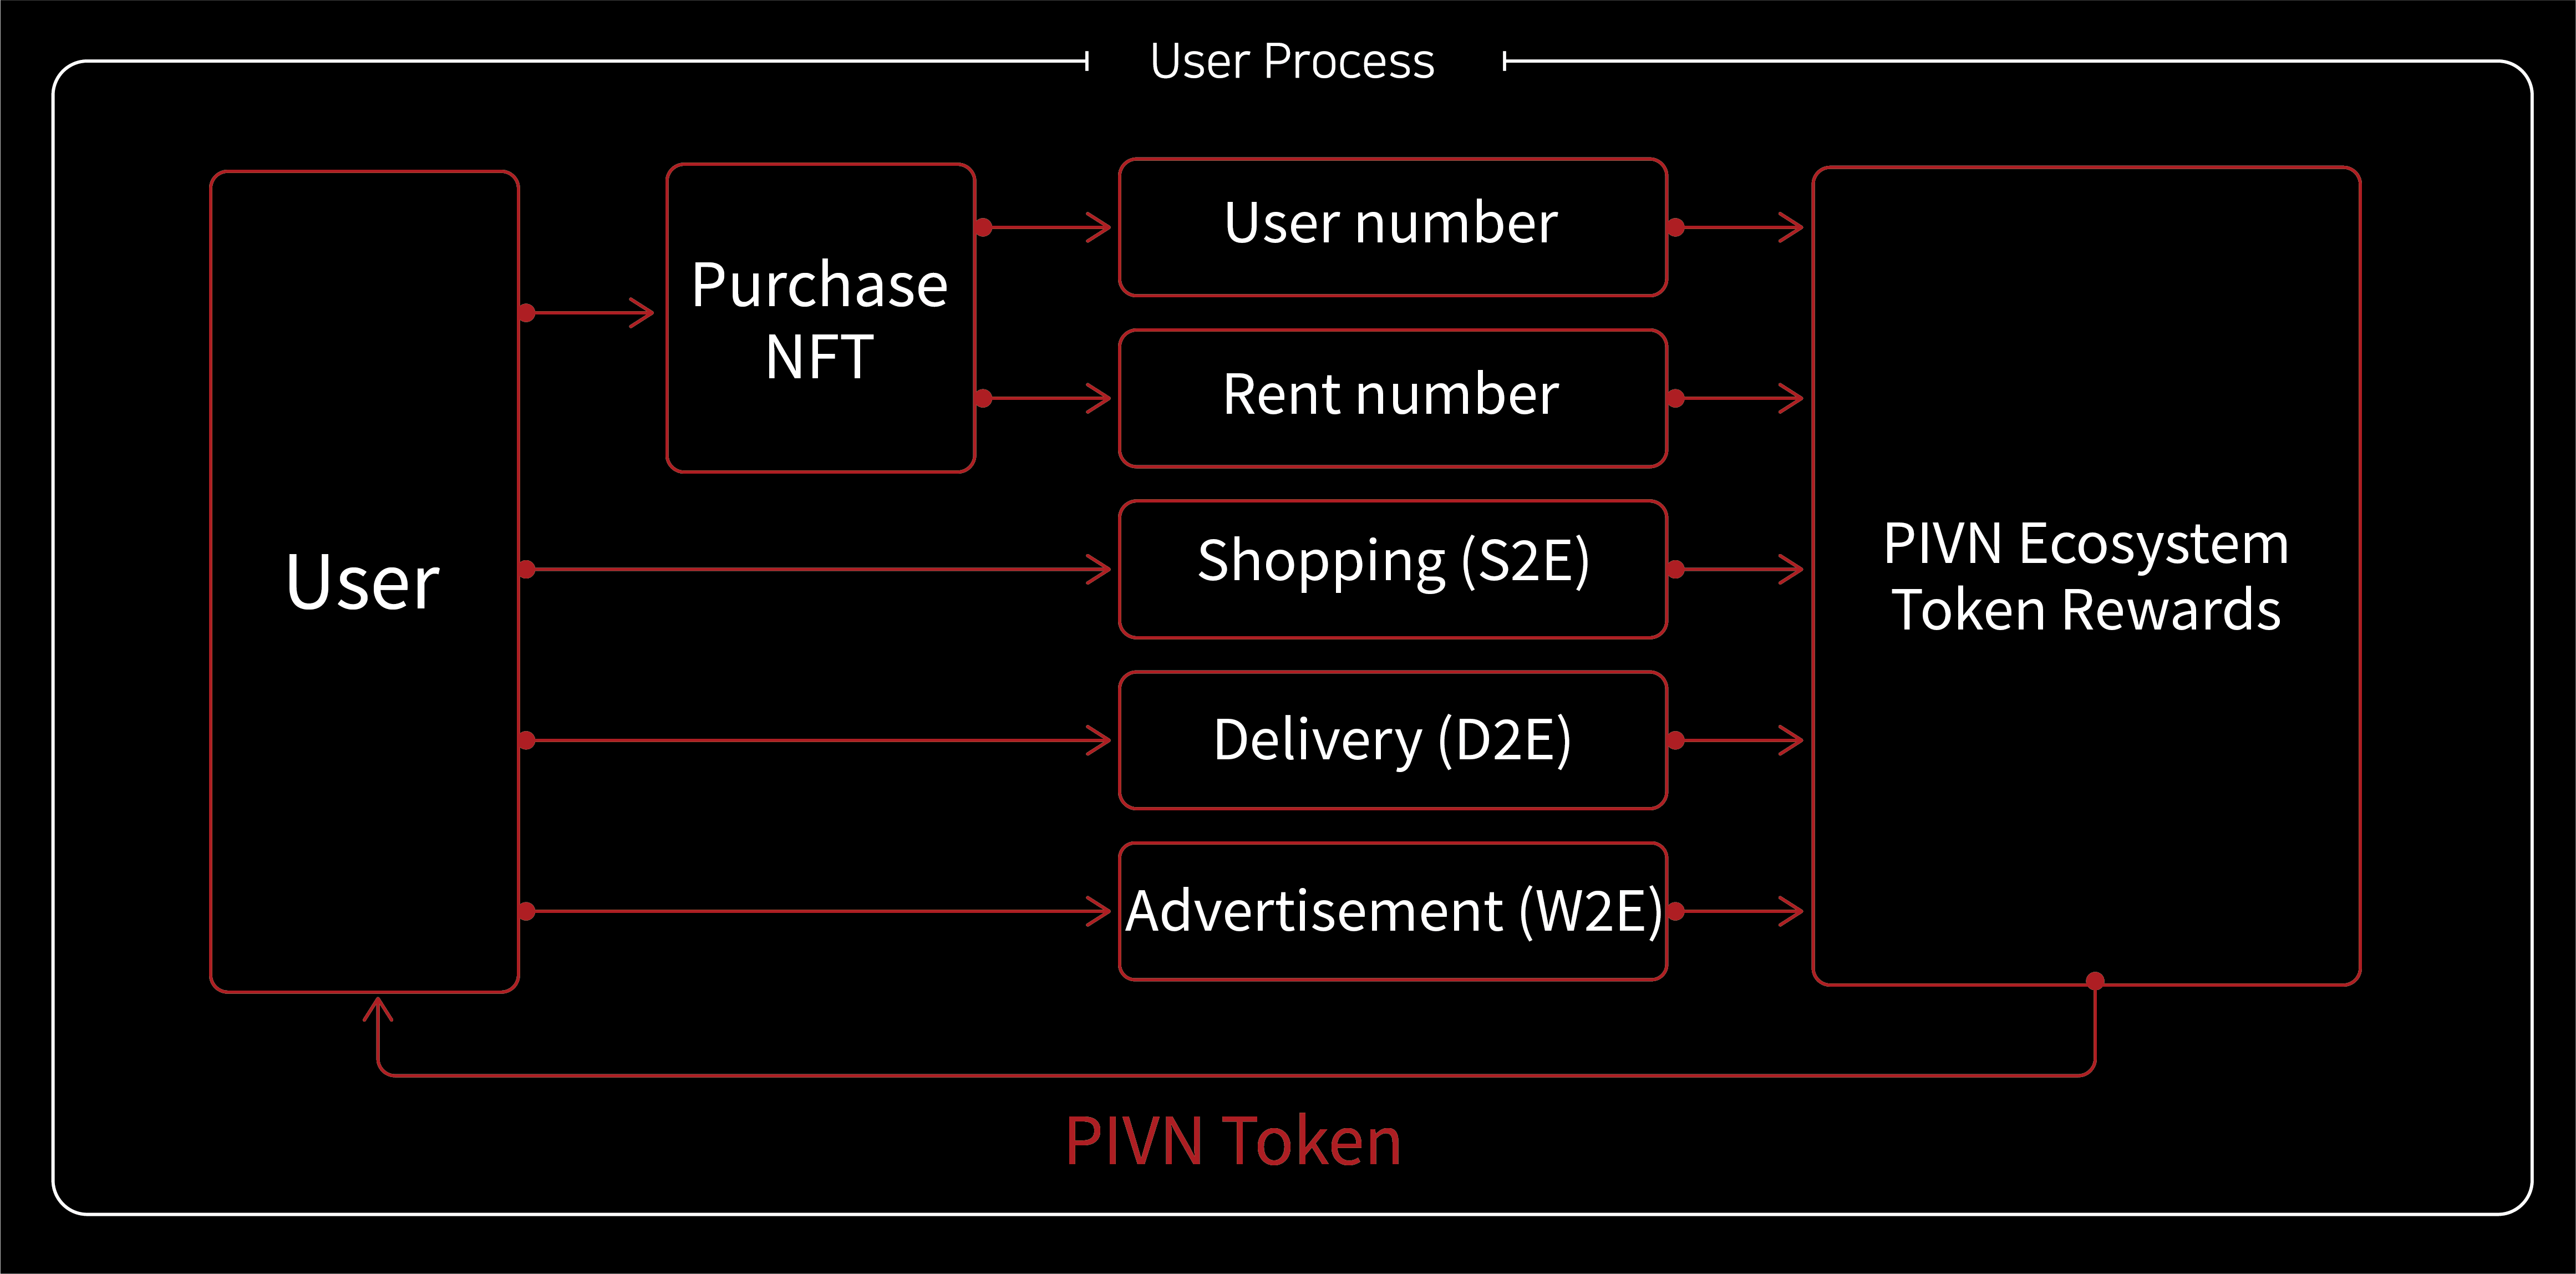 User Process
User
Purchase
NFT
User number
Rent number
Shopping (S2E)
Delivery (D2E)
Advertisement (W2E)
PIVN Ecosystem
Token Rewards
PIVN Token